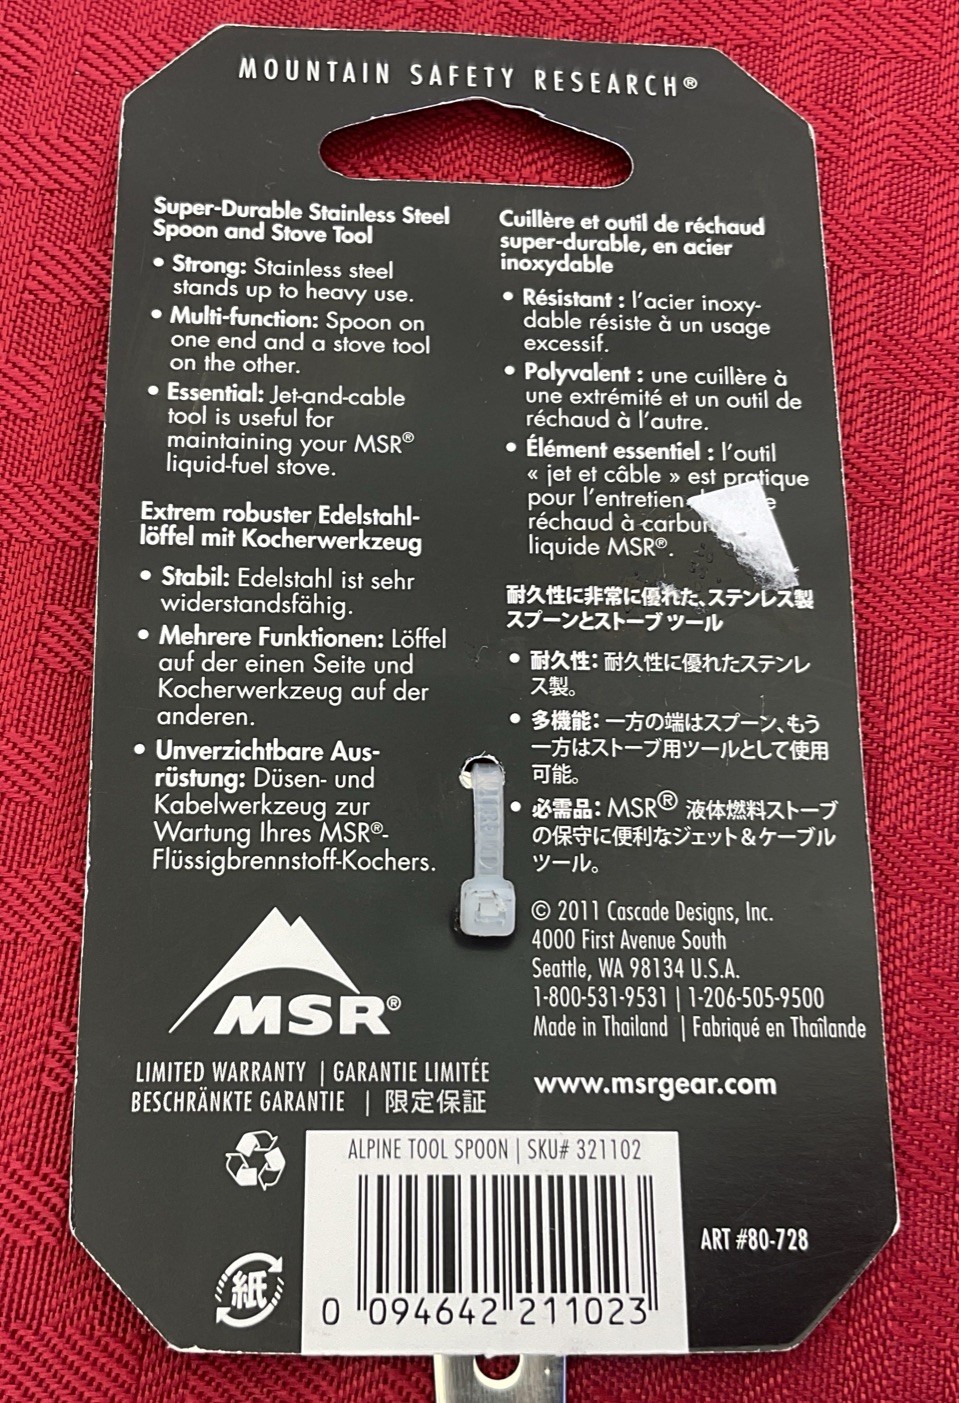 MOUNTAIN SAFETY RESEARCH®
Super-Durable Stainless Steel
Spoon and Stove Tool
• Strong: Stainless steel
stands up to heavy use.
• Multi-function: Spoon on
one end and a stove tool
on the other.
• Essential: Jet-and-cable
tool is useful for
maintaining your MSR®
liquid-fuel stove.
Extrem robuster Edelstahl-
löffel mit Kocherwerkzeug
• Stabil: Edelstahl ist sehr
widerstandsfähig.
• Mehrere Funktionen: Löffel
auf der einen Seite und
Kocherwerkzeug auf der
anderen.
• Unverzichtbare Aus-
rüstung: Düsen- und
Kabelwerkzeug zur
Wartung Ihres MSR®-
Flüssigbrennstoff-Kochers.
Cuillère et outil de réchaud
super-durable, en acier
inoxydable
• Résistant : l'acier inoxy-
dable résiste à un usage
excessif.
• Polyvalent : une cuillère à
une extrémité et un outil de
réchaud à l'autre.
• Élément essentiel : l'outil
« jet et câble » est pratique
pour l'entretien
réchaud à
liquide MSR®.
耐久性に非常に優れた、ステンレス製
スプーンとストーブ ツール
• 耐久性: 耐久性に優れたステンレ
ス製。
• 多機能: 一方の端はスプーン、もう
一方はストーブ用ツールとして使用
可能。
• 必需品: MSR® 液体燃料ストーブ
の保守に便利なジェット＆ケーブル
ツール。
© 2011 Cascade Designs, Inc.
4000 First Avenue South
Seattle, WA 98134 U.S.A.
1-800-531-9531 | 1-206-505-9500
Made in Thailand | Fabriqué en Thaïlande
www.msrgear.com
MSR®
LIMITED WARRANTY | GARANTIE LIMITÉE
BESCHRÄNKTE GARANTIE | 限定保証
ALPINE TOOL SPOON | SKU# 321102
0 094642 211023
ART #80-728
紙